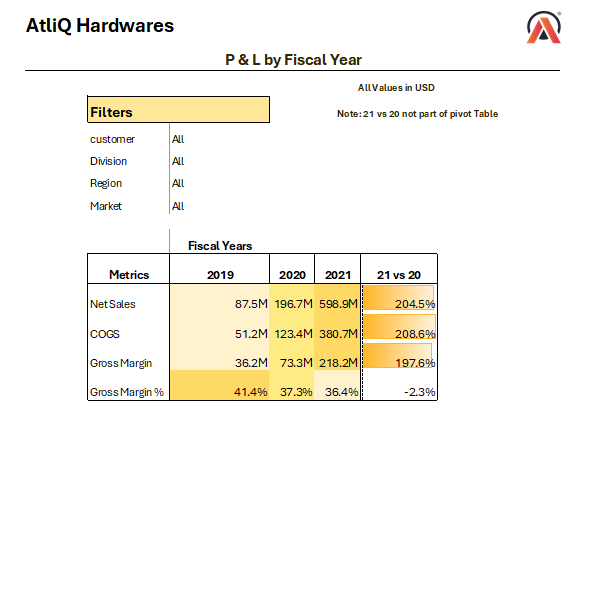 AtliQ Hardwares
P & L by Fiscal Year
All Values in USD
Filters
Note: 21 vs 20 not part of pivot Table
customer All
Division All
Region All
Market All
Fiscal Years
Metrics 2019 2020 2021 21 vs 20
Net Sales 87.5M 196.7M 598.9M 204.5%
COGS 51.2M 123.4M 380.7M 208.6%
Gross Margin 36.2M 73.3M 218.2M 197.6%
Gross Margin % 41.4% 37.3% 36.4% -2.3%